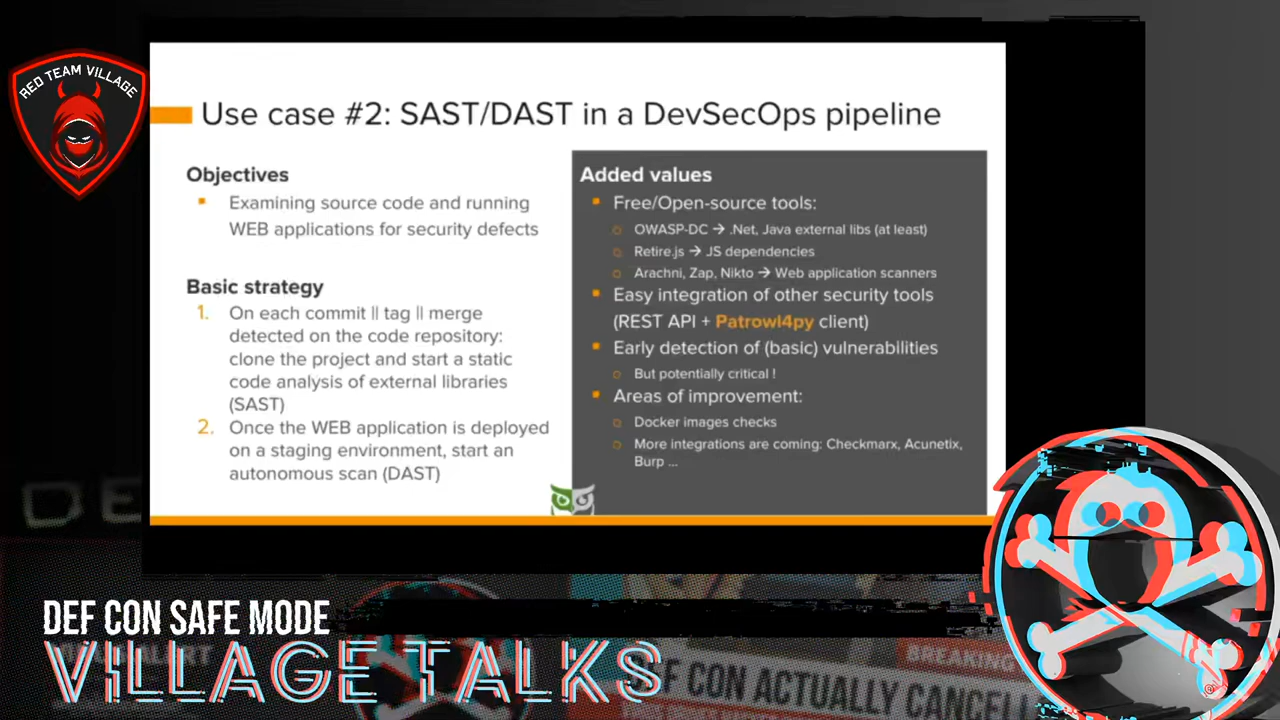 RED TEAM VILLAGE
Use case #2: SAST/DAST in a DevSecOps pipeline
Objectives
Examining source code and running
WEB applications for security defects
Basic strategy
1. On each commit || tag || merge
detected on the code repository:
clone the project and start a static
code analysis of external libraries
(SAST)
2. Once the WEB application is deployed
on a staging environment, start an
autonomous scan (DAST)
Added values
Free/Open-source tools:
OWASP-DC → .Net, Java external libs (at least)
Retire.js → JS dependencies
Arachni, Zap, Nikto → Web application scanners
Easy integration of other security tools
(REST API + Patrowl4py client)
Early detection of (basic) vulnerabilities
But potentially critical !
Areas of improvement:
Docker images checks
More integrations are coming: Checkmarx, Acunetix,
Burp ...
DEF CON SAFE MODE
VILLAGE TALKS
BREAKING
DEF CON ACTUALLY